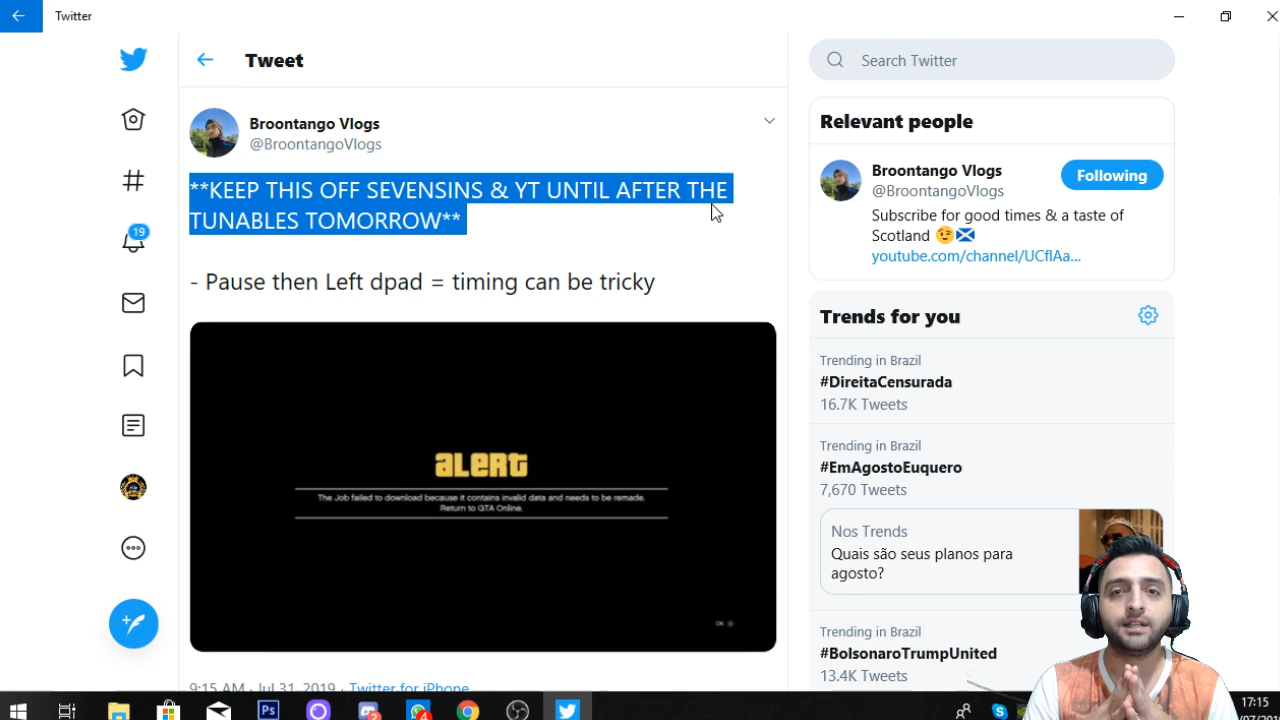 Twitter
Tweet
Search Twitter
Broontango Vlogs
@BroontangoVlogs
**KEEP THIS OFF SEVENSINS & YT UNTIL AFTER THE
TUNABLES TOMORROW**
- Pause then Left dpad = timing can be tricky
ALERT
The Job failed to download because it contains invalid data and needs to be remade.
Return to GTA Online.
OK
9:15 AM · Jul 31, 2019 · Twitter for iPhone
19
Relevant people
Broontango Vlogs
@BroontangoVlogs
Following
Subscribe for good times & a taste of
Scotland 😉🏴󠁧󠁢󠁳󠁣󠁴󠁿
youtube.com/channel/UCflAa...
Trends for you
Trending in Brazil
#DireitaCensurada
16.7K Tweets
Trending in Brazil
#EmAgostoEuquero
7,670 Tweets
Nos Trends
Quais são seus planos para
agosto?
Trending in Brazil
#BolsonaroTrumpUnited
13.4K Tweets
Ps
2
4
17:15